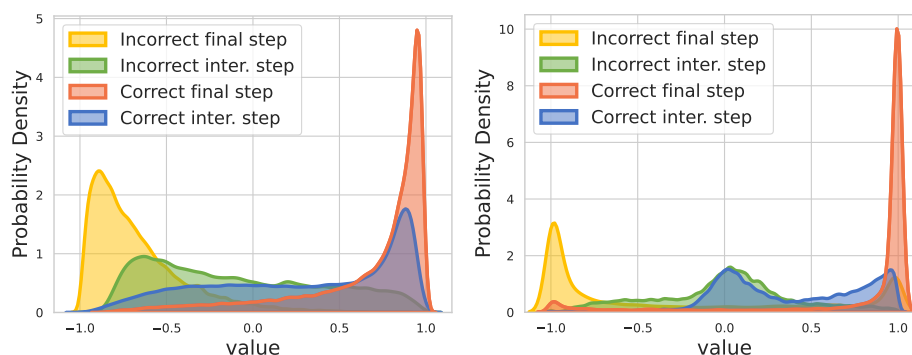 Probability Density
5
4
3
2
1
0
Incorrect final step
Incorrect inter. step
Correct final step
Correct inter. step
−1.0 −0.5 0.0 0.5 1.0
value
Probability Density
10
8
6
4
2
0
Incorrect final step
Incorrect inter. step
Correct final step
Correct inter. step
−1.0 −0.5 0.0 0.5 1.0
value